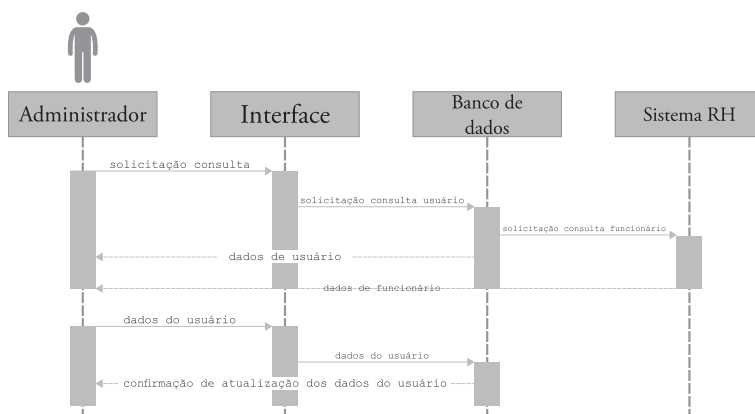 Administrador
Interface
Banco de
dados
Sistema RH
solicitação consulta
solicitação consulta usuário
solicitação consulta funcionário
dados de usuário
dados de funcionário
dados do usuário
dados do usuário
confirmação de atualização dos dados do usuário